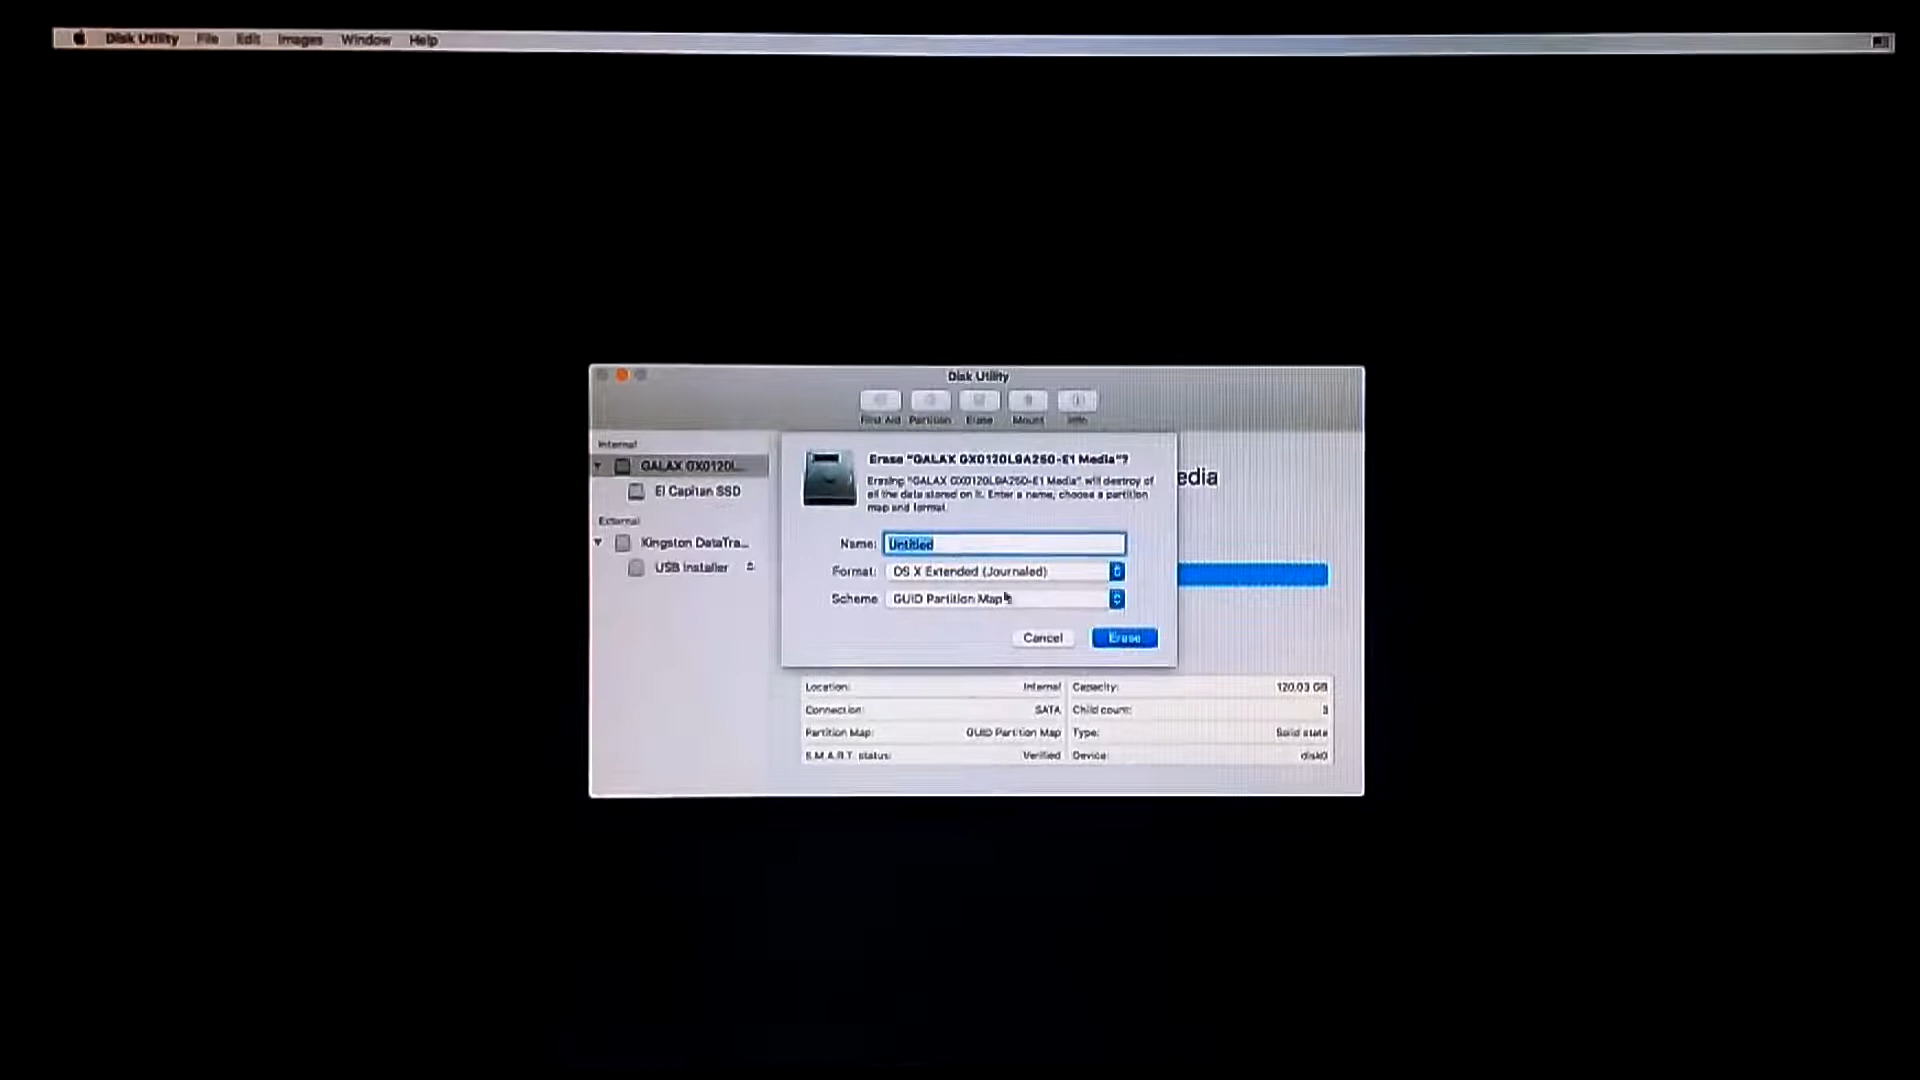 Disk Utility File Edit Images Window Help
Disk Utility
First Aid Partition Erase Mount Info
Internal
GALAX GX0120L...
El Capitan SSD
External
Kingston DataTra...
USB Installer
edia
Erase "GALAX GX0120L9A260-E1 Media"?
Erasing "GALAX GX0120L9A260-E1 Media" will destroy of
all the data stored on it. Enter a name, choose a partition
map and format.
Name: Untitled
Format: OS X Extended (Journaled)
Scheme GUID Partition Map
Cancel Erase
Location: Internal Capacity: 120.03 GB
Connection: SATA Child count: 3
Partition Map: GUID Partition Map Type: Solid state
S.M.A.R.T. status: Verified Device: disk0